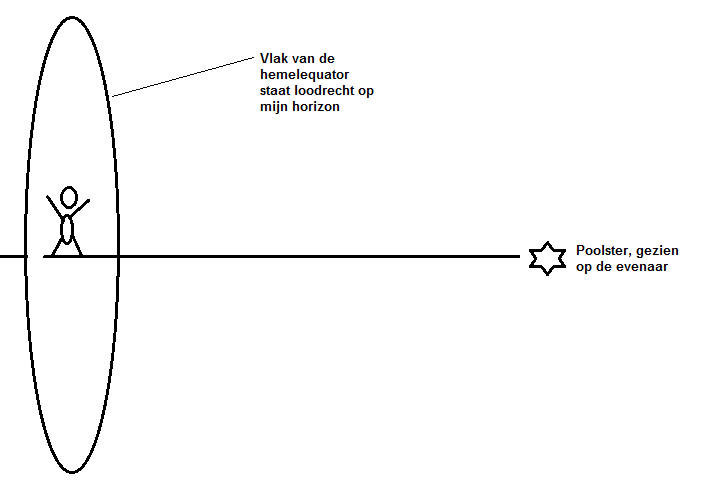 Vlak van de
hemelequator
staat loodrecht op
mijn horizon
Poolster, gezien
op de evenaar